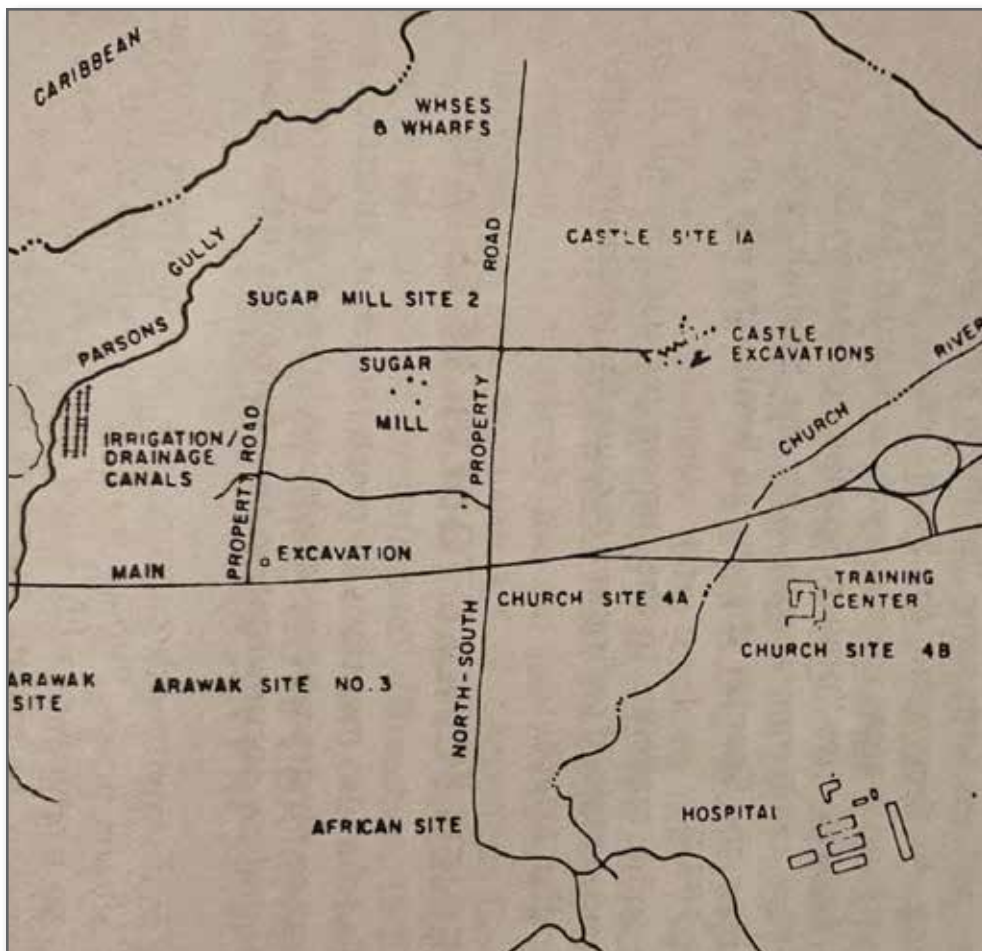 CARIBBEAN
WHSES
& WHARFS
ROAD
CASTLE SITE 1A
GULLY
PARSONS
SUGAR MILL SITE 2
SUGAR
MILL
CASTLE
EXCAVATIONS
RIVER
CHURCH
PROPERTY
IRRIGATION/
DRAINAGE
CANALS
PROPERTY ROAD
EXCAVATION
MAIN
CHURCH SITE 4A
TRAINING
CENTER
CHURCH SITE 4B
ARAWAK
SITE
ARAWAK SITE NO.3
NORTH-SOUTH
AFRICAN SITE
HOSPITAL